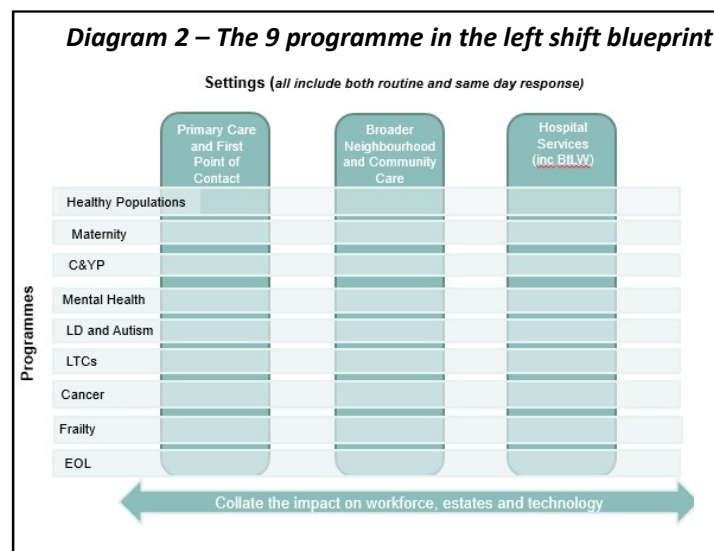 Diagram 2 – The 9 programme in the left shift blueprint
Settings (all include both routine and same day response)
Primary Care
and First
Point of
Contact
Broader
Neighbourhood
and Community
Care
Hospital
Services
(inc BtLW)
Programmes
Healthy Populations
Maternity
C&YP
Mental Health
LD and Autism
LTCs
Cancer
Frailty
EOL
Collate the impact on workforce, estates and technology